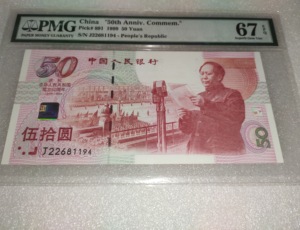 PMG
China "50th Anniv. Commem."
Pick# 891 1999 50 Yuan
S/N J22681194 - People's Republic
67 EPQ
50
中国人民银行
伍拾圆
J22681194
50